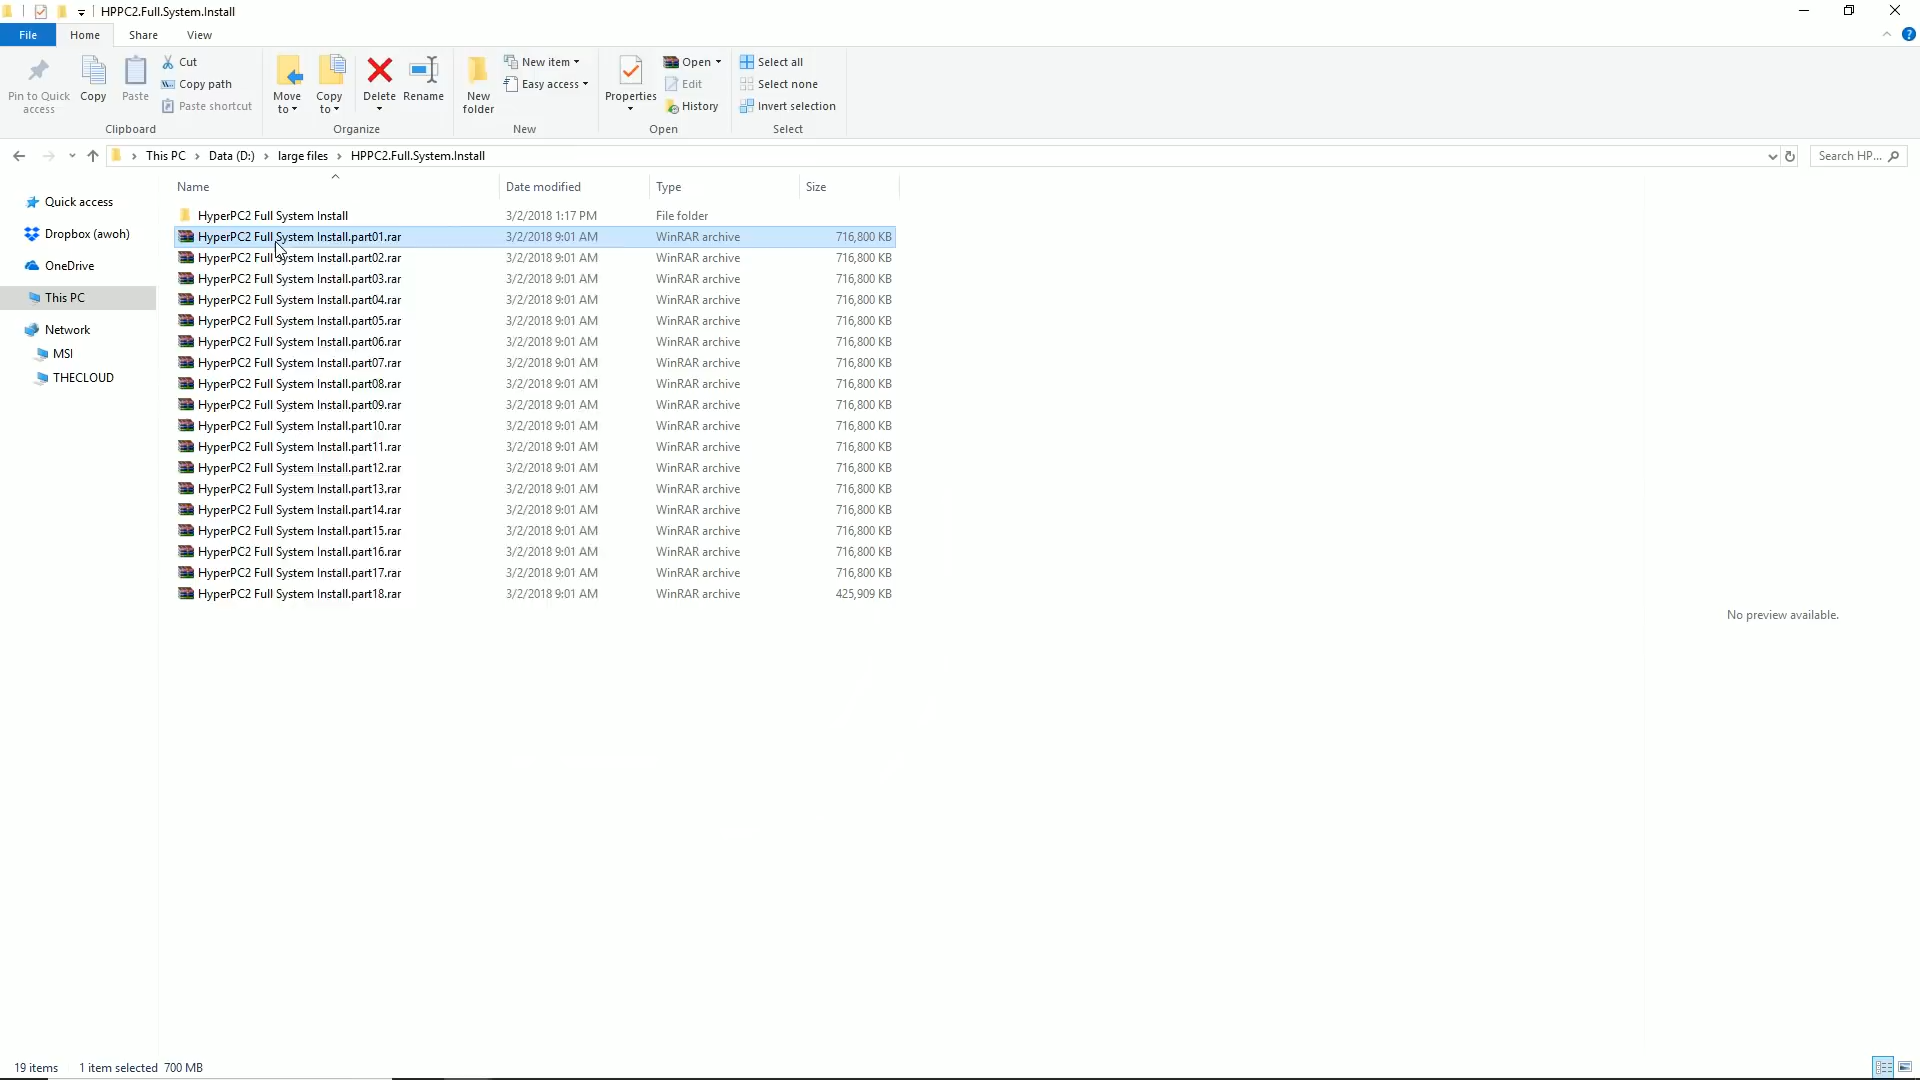 HPPC2.Full.System.Install
File Home Share View
Pin to Quick access
Copy
Paste
Cut
Copy path
Paste shortcut
Clipboard
Move to
Copy to
Delete
Rename
Organize
New folder
New item
Easy access
New
Properties
Open
Edit
History
Open
Select all
Select none
Invert selection
Select
This PC > Data (D:) > large files > HPPC2.Full.System.Install
Search HP...
Quick access
Dropbox (awoh)
OneDrive
This PC
Network
MSI
THECLOUD
Name Date modified Type Size
HyperPC2 Full System Install 3/2/2018 1:17 PM File folder
HyperPC2 Full System Install.part01.rar 3/2/2018 9:01 AM WinRAR archive 716,800 KB
HyperPC2 Full System Install.part02.rar 3/2/2018 9:01 AM WinRAR archive 716,800 KB
HyperPC2 Full System Install.part03.rar 3/2/2018 9:01 AM WinRAR archive 716,800 KB
HyperPC2 Full System Install.part04.rar 3/2/2018 9:01 AM WinRAR archive 716,800 KB
HyperPC2 Full System Install.part05.rar 3/2/2018 9:01 AM WinRAR archive 716,800 KB
HyperPC2 Full System Install.part06.rar 3/2/2018 9:01 AM WinRAR archive 716,800 KB
HyperPC2 Full System Install.part07.rar 3/2/2018 9:01 AM WinRAR archive 716,800 KB
HyperPC2 Full System Install.part08.rar 3/2/2018 9:01 AM WinRAR archive 716,800 KB
HyperPC2 Full System Install.part09.rar 3/2/2018 9:01 AM WinRAR archive 716,800 KB
HyperPC2 Full System Install.part10.rar 3/2/2018 9:01 AM WinRAR archive 716,800 KB
HyperPC2 Full System Install.part11.rar 3/2/2018 9:01 AM WinRAR archive 716,800 KB
HyperPC2 Full System Install.part12.rar 3/2/2018 9:01 AM WinRAR archive 716,800 KB
HyperPC2 Full System Install.part13.rar 3/2/2018 9:01 AM WinRAR archive 716,800 KB
HyperPC2 Full System Install.part14.rar 3/2/2018 9:01 AM WinRAR archive 716,800 KB
HyperPC2 Full System Install.part15.rar 3/2/2018 9:01 AM WinRAR archive 716,800 KB
HyperPC2 Full System Install.part16.rar 3/2/2018 9:01 AM WinRAR archive 716,800 KB
HyperPC2 Full System Install.part17.rar 3/2/2018 9:01 AM WinRAR archive 716,800 KB
HyperPC2 Full System Install.part18.rar 3/2/2018 9:01 AM WinRAR archive 425,909 KB
No preview available.
19 items 1 item selected 700 MB